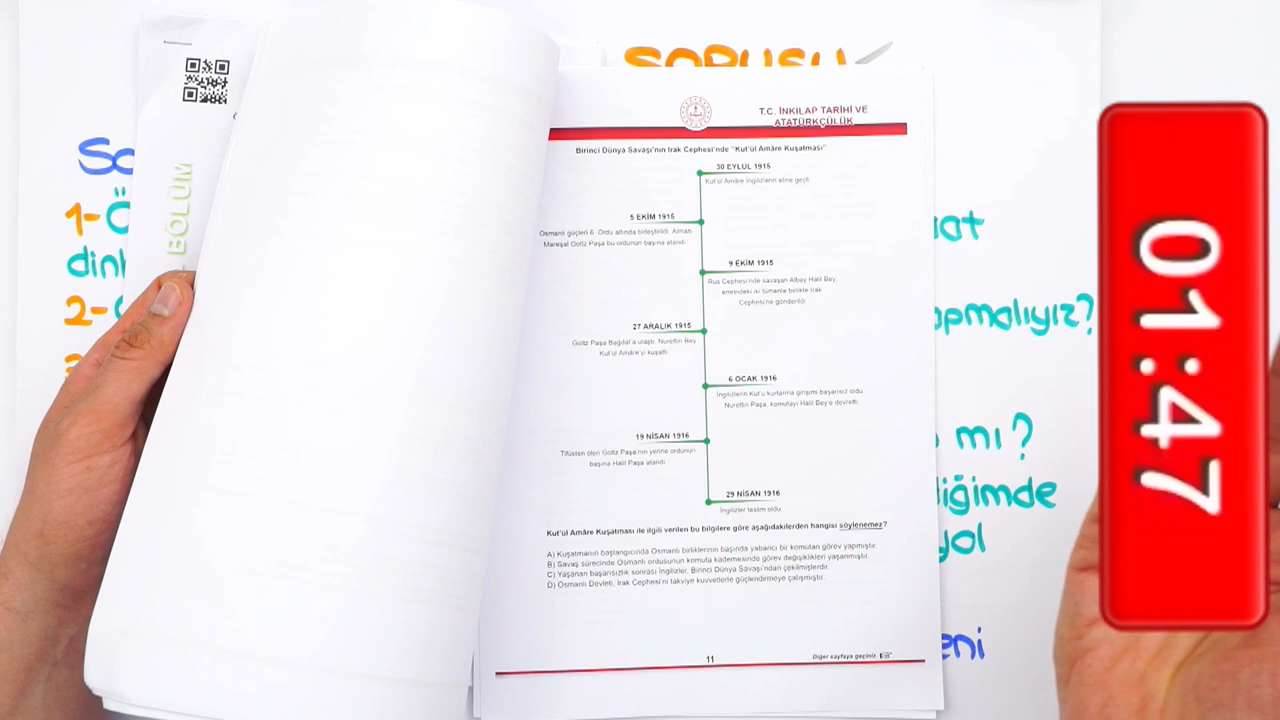 SORUSU
So
1- Ö
dinl
2-
BÖLÜM
T.C. İNKILAP TARİHİ VE
ATATÜRKÇÜLÜK
Birinci Dünya Savaşı'nın Irak Cephesi'nde "Kut'ül Amâre Kuşatması"
30 EYLÜL 1915
Kut'ül Amâre İngilizlerin eline geçti.
5 EKİM 1915
Osmanlı güçleri 6. Ordu altında birleştirildi. Alman
Mareşal Goltz Paşa bu ordunun başına atandı.
9 EKİM 1915
Rus Cephesi'nde savaşan Albay Halil Bey,
emrindeki iki tümenle birlikte Irak
Cephesi'ne gönderildi.
27 ARALIK 1915
Goltz Paşa Bağdat'a ulaştı. Nurettin Bey
Kut'ül Amâre'yi kuşattı.
6 OCAK 1916
İngilizlerin Kut'u kurtarma girişimi başarısız oldu
Nurettin Paşa, komutayı Halil Bey'e devretti.
19 NİSAN 1916
Tifüsten ölen Goltz Paşa'nın yerine ordunun
başına Halil Paşa atandı.
29 NİSAN 1916
İngilizler teslim oldu.
Kut'ül Amâre Kuşatması ile ilgili verilen bu bilgilere göre aşağıdakilerden hangisi söylenemez?
A) Kuşatmanın başlangıcında Osmanlı birliklerinin başında yabancı bir komutan görev yapmıştır.
B) Savaş sürecinde Osmanlı ordusunun komuta kademesinde görev değişiklikleri yaşanmıştır.
C) Yaşanan başarısızlık sonrası İngilizler, Birinci Dünya Savaşı'ndan çekilmişlerdir.
D) Osmanlı Devleti, Irak Cephesi'ni takviye kuvvetlerle güçlendirmeye çalışmıştır.
11
Diğer sayfaya geçiniz.
at
apmalıyız?
mı?
iğimde
yol
eni
01:47